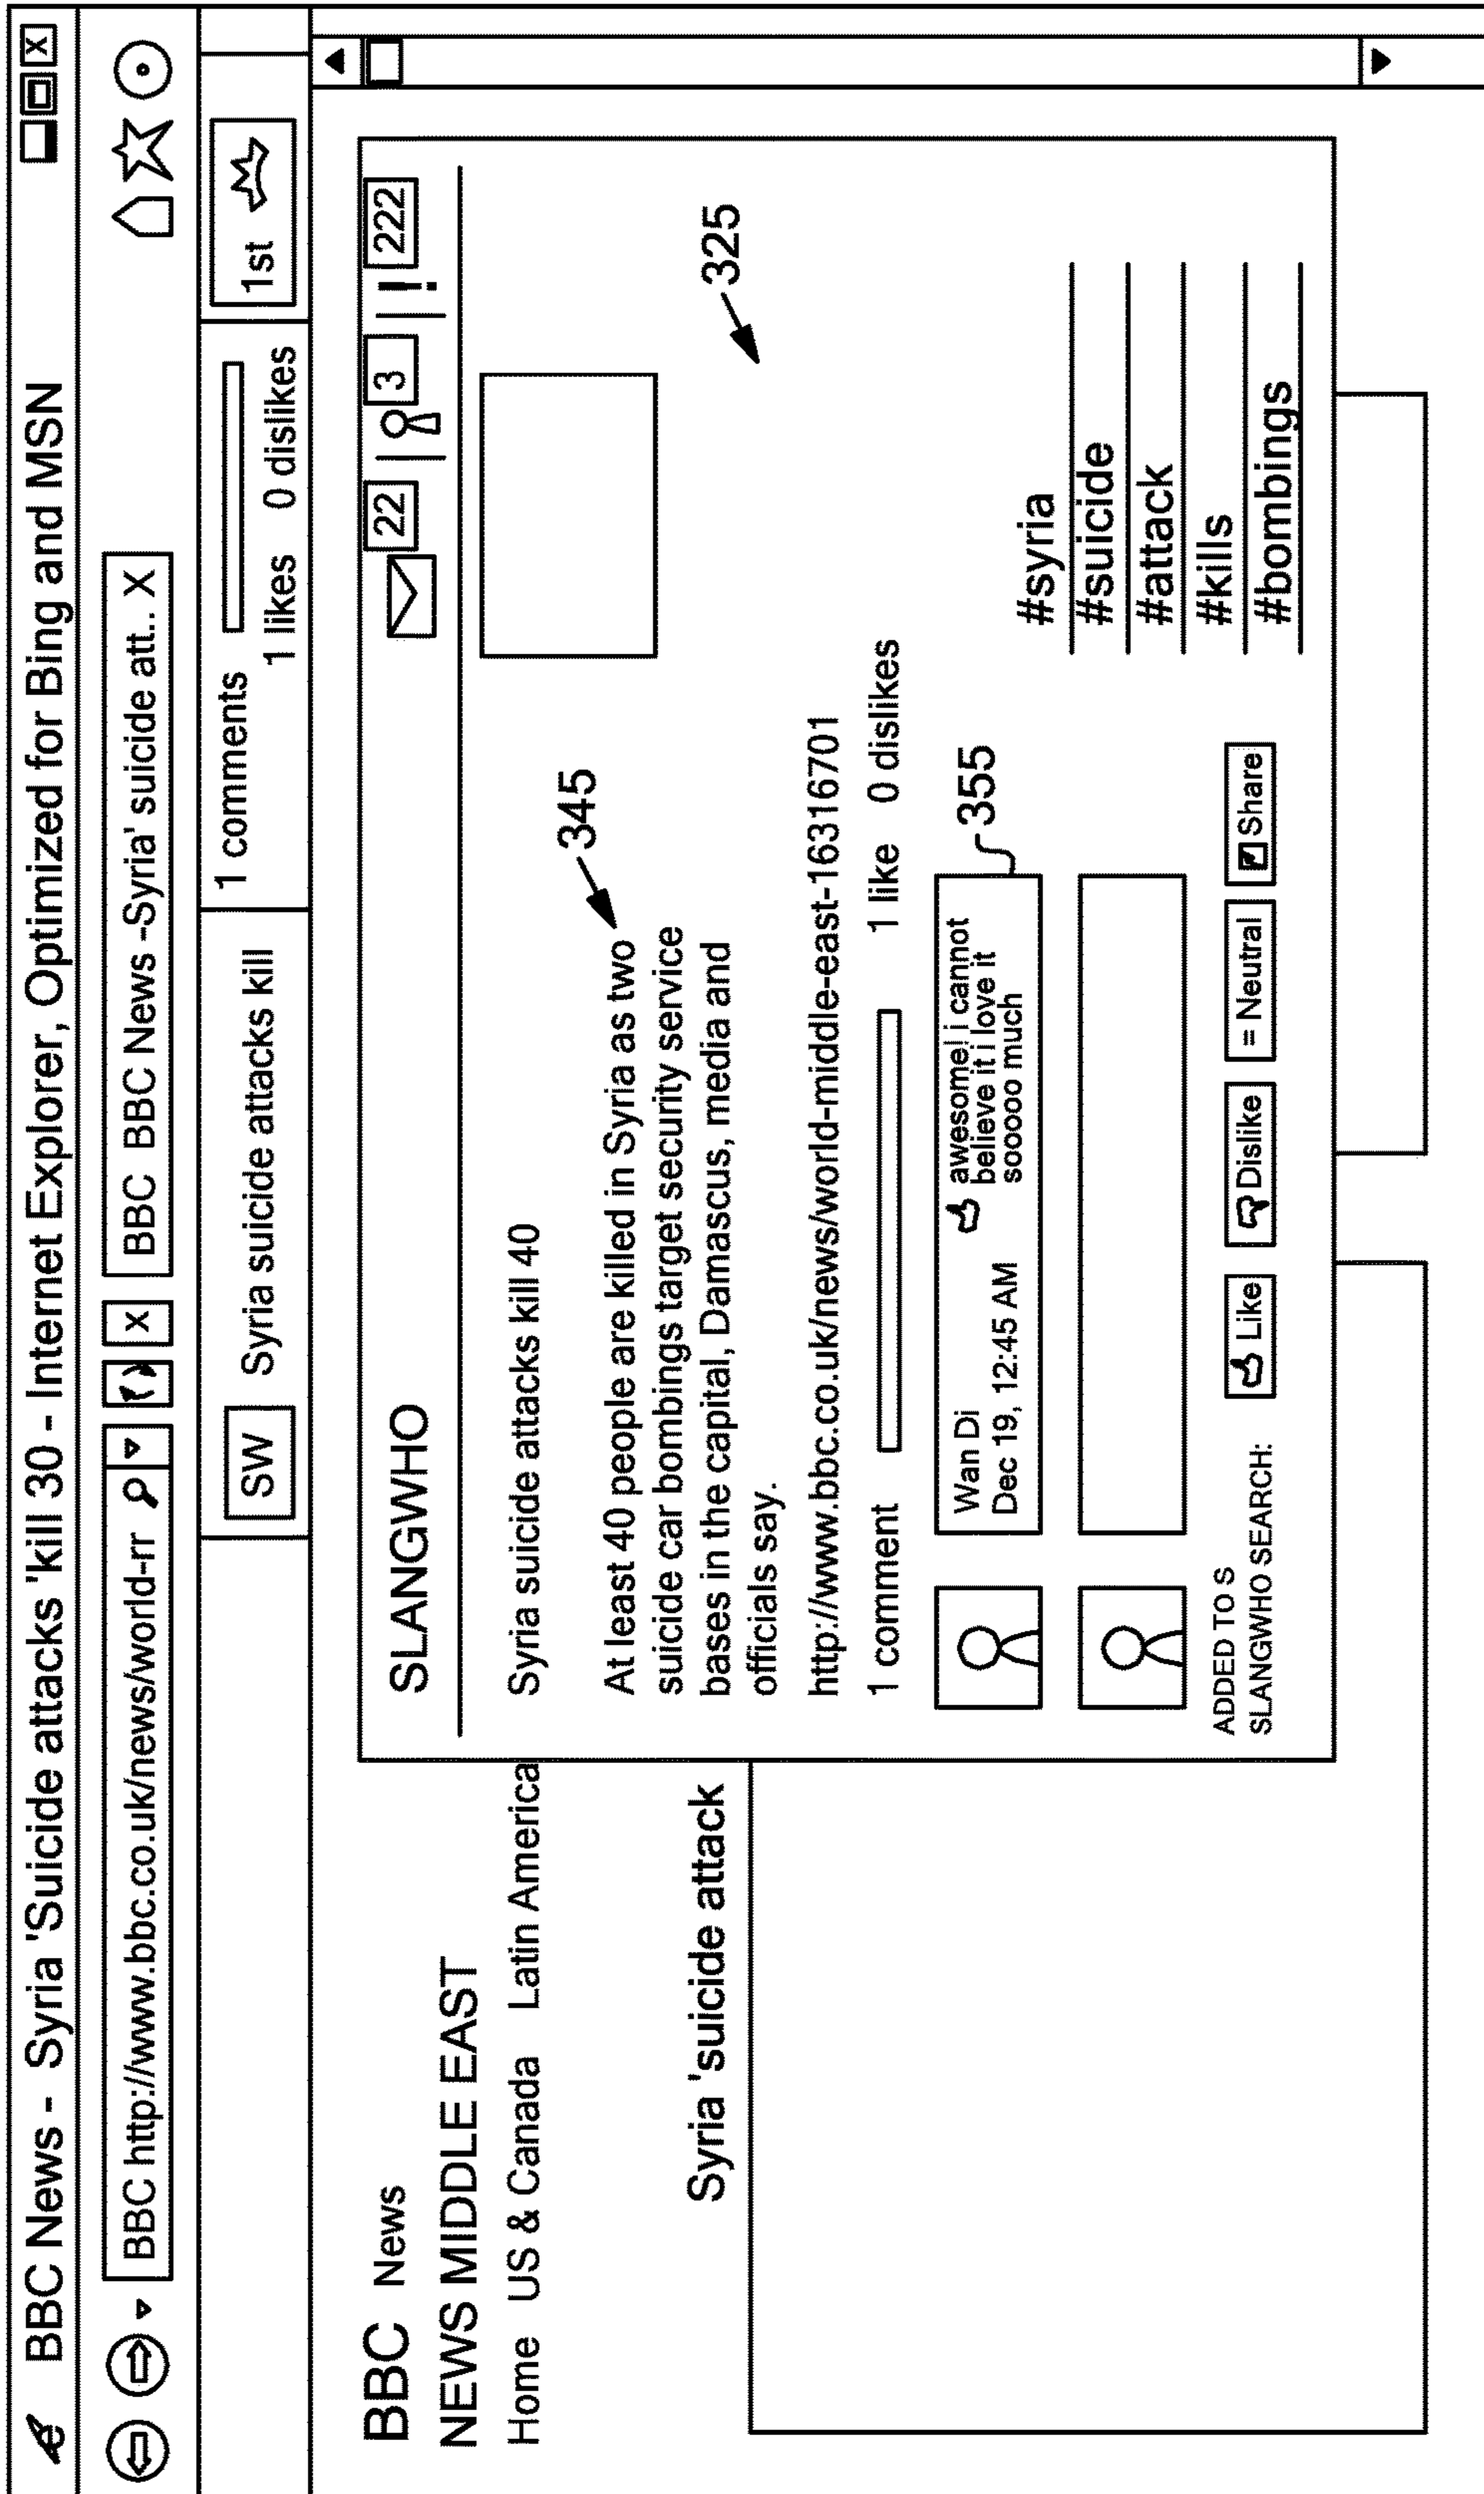 BBC News - Syria 'Suicide attacks 'kill 30 - Internet Explorer, Optimized for Bing and MSN
X
BBC http://www.bbc.co.uk/news/world-rr
X
BBC BBC News -Syria' suicide att.. X
SW
Syria suicide attacks kill
1 comments
1 likes 0 dislikes
1st
BBC News
NEWS MIDDLE EAST
Home US & Canada Latin America
Syria 'suicide attack
SLANGWHO
22
3
! 222
Syria suicide attacks kill 40
345
325
At least 40 people are killed in Syria as two
suicide car bombings target security service
bases in the capital, Damascus, media and
officials say.
http://www.bbc.co.uk/news/world-middle-east-16316701
1 comment
1 like 0 dislikes
355
Wan Di
Dec 19, 12:45 AM
awesome! i cannot
believe it i love it
sooooo much
#syria
#suicide
#attack
#kills
#bombings
ADDED TO S
SLANGWHO SEARCH:
Like
Dislike
= Neutral
Share